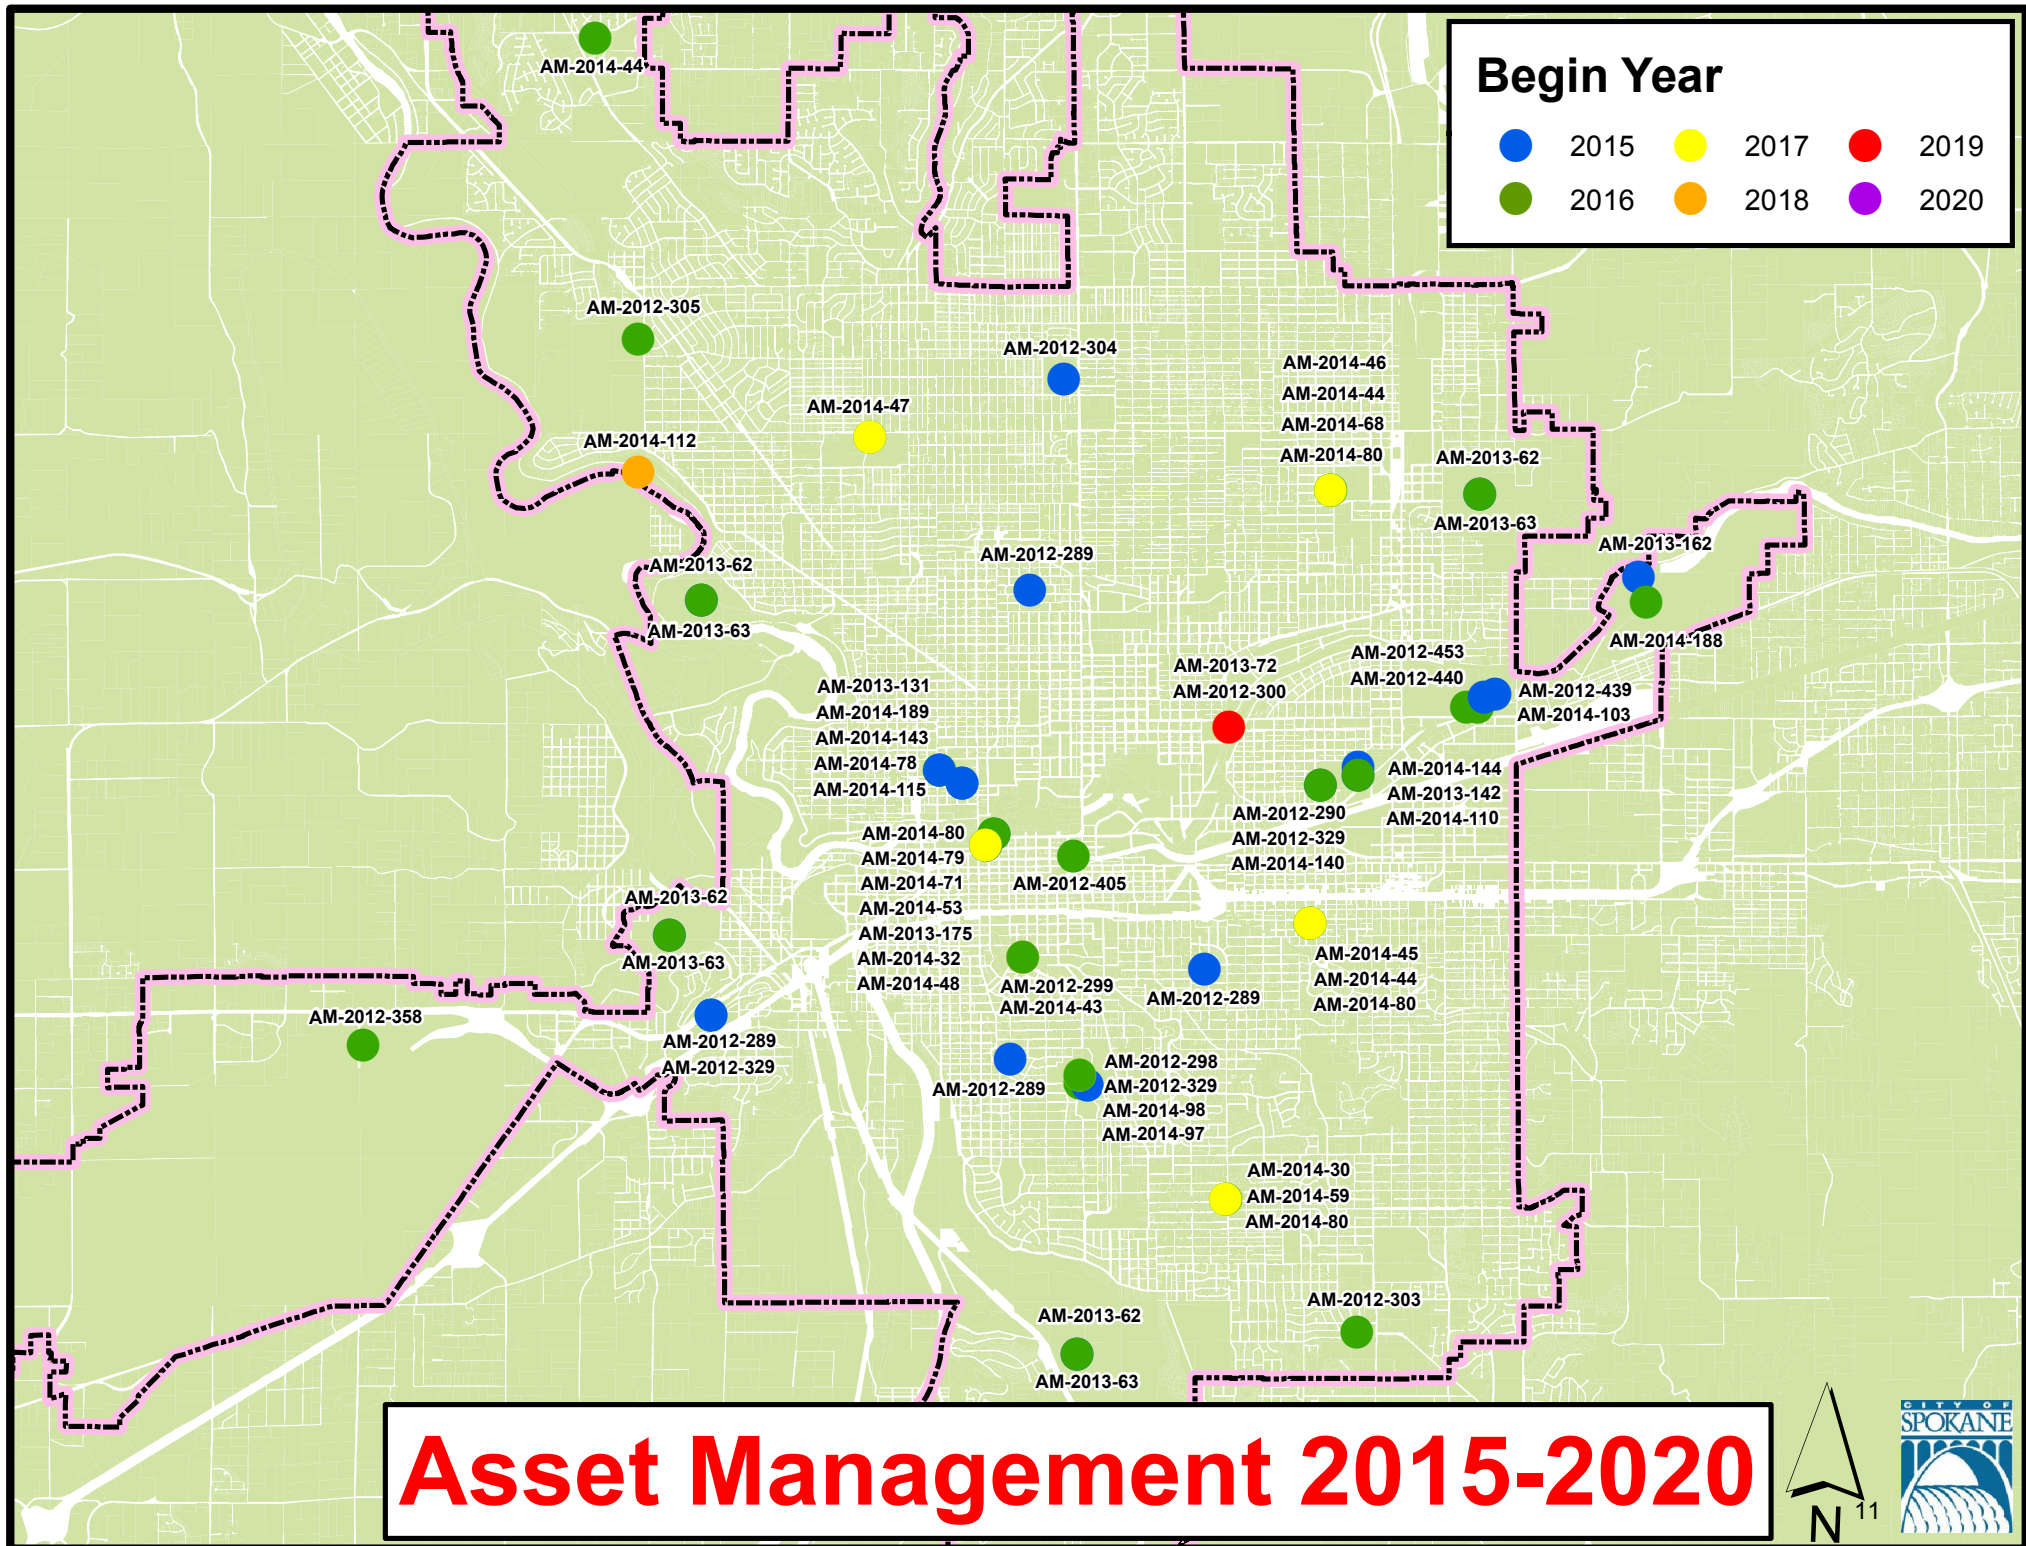 AM-2014-44
Begin Year
2015
2017
2019
2016
2018
2020
AM-2012-305
AM-2012-304
AM-2014-46
AM-2014-44
AM-2014-68
AM-2014-80
AM-2014-47
AM-2014-112
AM-2013-62
AM-2013-63
AM-2013-162
AM-2014-188
AM-2012-289
AM-2013-62
AM-2013-63
AM-2012-453
AM-2012-440
AM-2012-439
AM-2014-103
AM-2013-72
AM-2012-300
AM-2013-131
AM-2014-189
AM-2014-143
AM-2014-78
AM-2014-115
AM-2014-144
AM-2013-142
AM-2014-110
AM-2012-290
AM-2012-329
AM-2014-140
AM-2014-80
AM-2014-79
AM-2014-71
AM-2014-53
AM-2013-175
AM-2014-32
AM-2014-48
AM-2012-405
AM-2013-62
AM-2013-63
AM-2014-45
AM-2014-44
AM-2014-80
AM-2012-299
AM-2014-43
AM-2012-289
AM-2012-358
AM-2012-289
AM-2012-329
AM-2012-289
AM-2012-298
AM-2012-329
AM-2014-98
AM-2014-97
AM-2014-30
AM-2014-59
AM-2014-80
AM-2012-303
AM-2013-62
AM-2013-63
Asset Management 2015-2020
N
11
CITY OF
SPOKANE